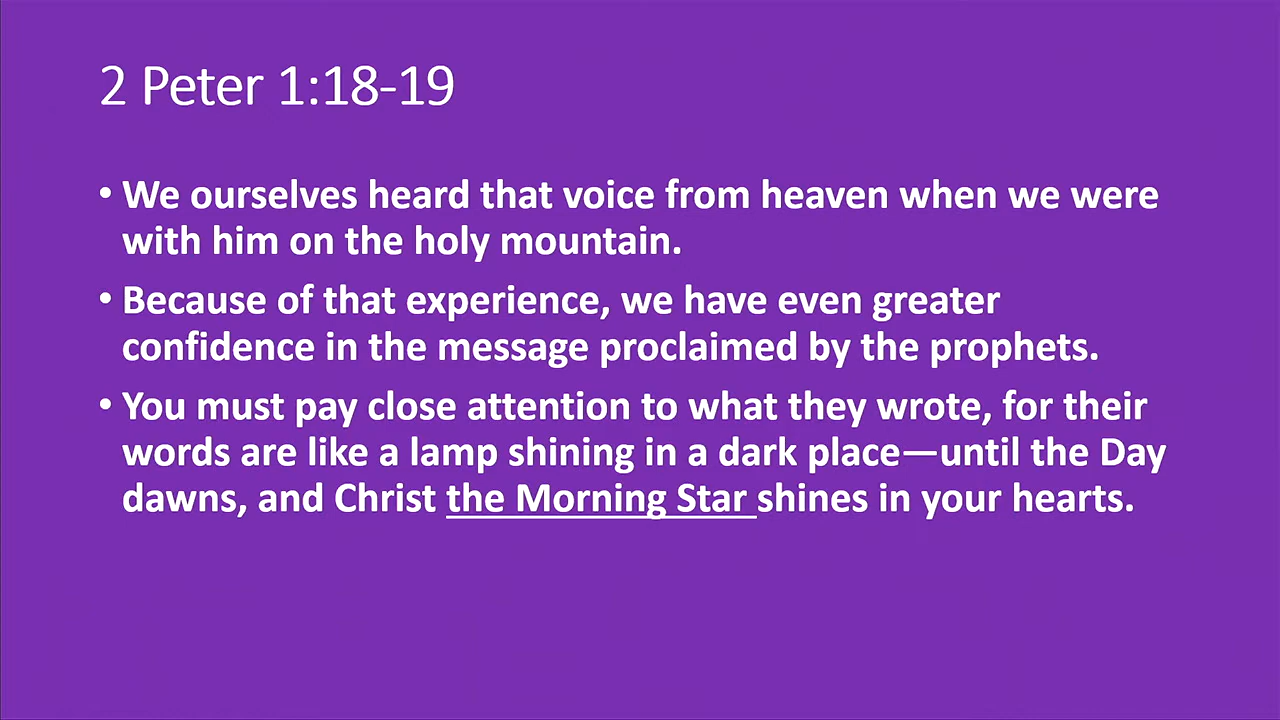 2 Peter 1:18-19
• We ourselves heard that voice from heaven when we were
with him on the holy mountain.
• Because of that experience, we have even greater
confidence in the message proclaimed by the prophets.
• You must pay close attention to what they wrote, for their
words are like a lamp shining in a dark place—until the Day
dawns, and Christ the Morning Star shines in your hearts.